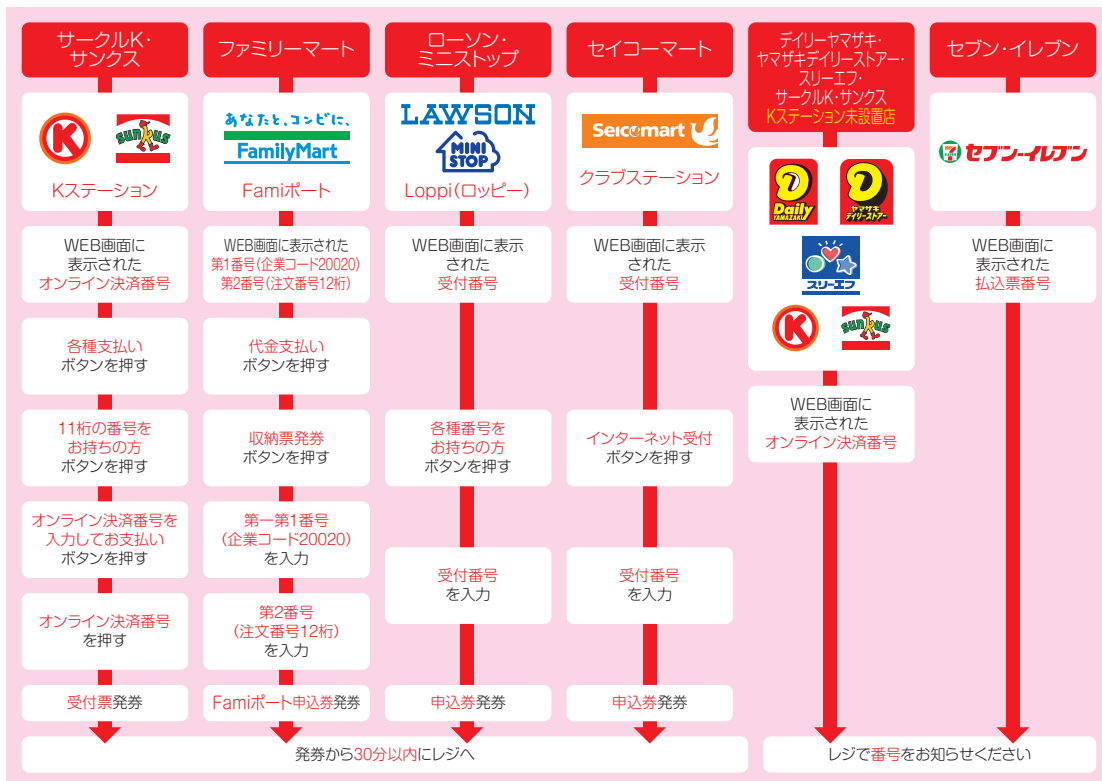 サークルK・
サンクス
K
sunkus
Kステーション
WEB画面に
表示された
オンライン決済番号
各種支払い
ボタンを押す
11桁の番号を
お持ちの方
ボタンを押す
オンライン決済番号を
入力してお支払い
ボタンを押す
オンライン決済番号
を押す
受付票発券
ファミリーマート
あなたと、コンビに、
FamilyMart
Famiポート
WEB画面に表示された
第1番号(企業コード20020)
第2番号(注文番号12桁)
代金支払い
ボタンを押す
収納票発券
ボタンを押す
第一第1番号
(企業コード20020)
を入力
第2番号
(注文番号12桁)
を入力
Famiポート申込券発券
ローソン・
ミニストップ
LAWSON
MINI
STOP
Loppi(ロッピー)
WEB画面に表示
された
受付番号
各種番号を
お持ちの方
ボタンを押す
受付番号
を入力
申込券発券
セイコーマート
Seicomart
クラブステーション
WEB画面に表示
された
受付番号
インターネット受付
ボタンを押す
受付番号
を入力
申込券発券
発券から30分以内にレジへ
デイリーヤマザキ・
ヤマザキデイリーストアー・
スリーエフ・
サークルK・サンクス
Kステーション未設置店
Daily
YAMAZAKI
ヤマザキ
デイリーストアー
スリーエフ
K
sunkus
WEB画面に
表示された
オンライン決済番号
セブン・イレブン
7
セブン-イレブン
WEB画面に
表示された
払込票番号
レジで番号をお知らせください